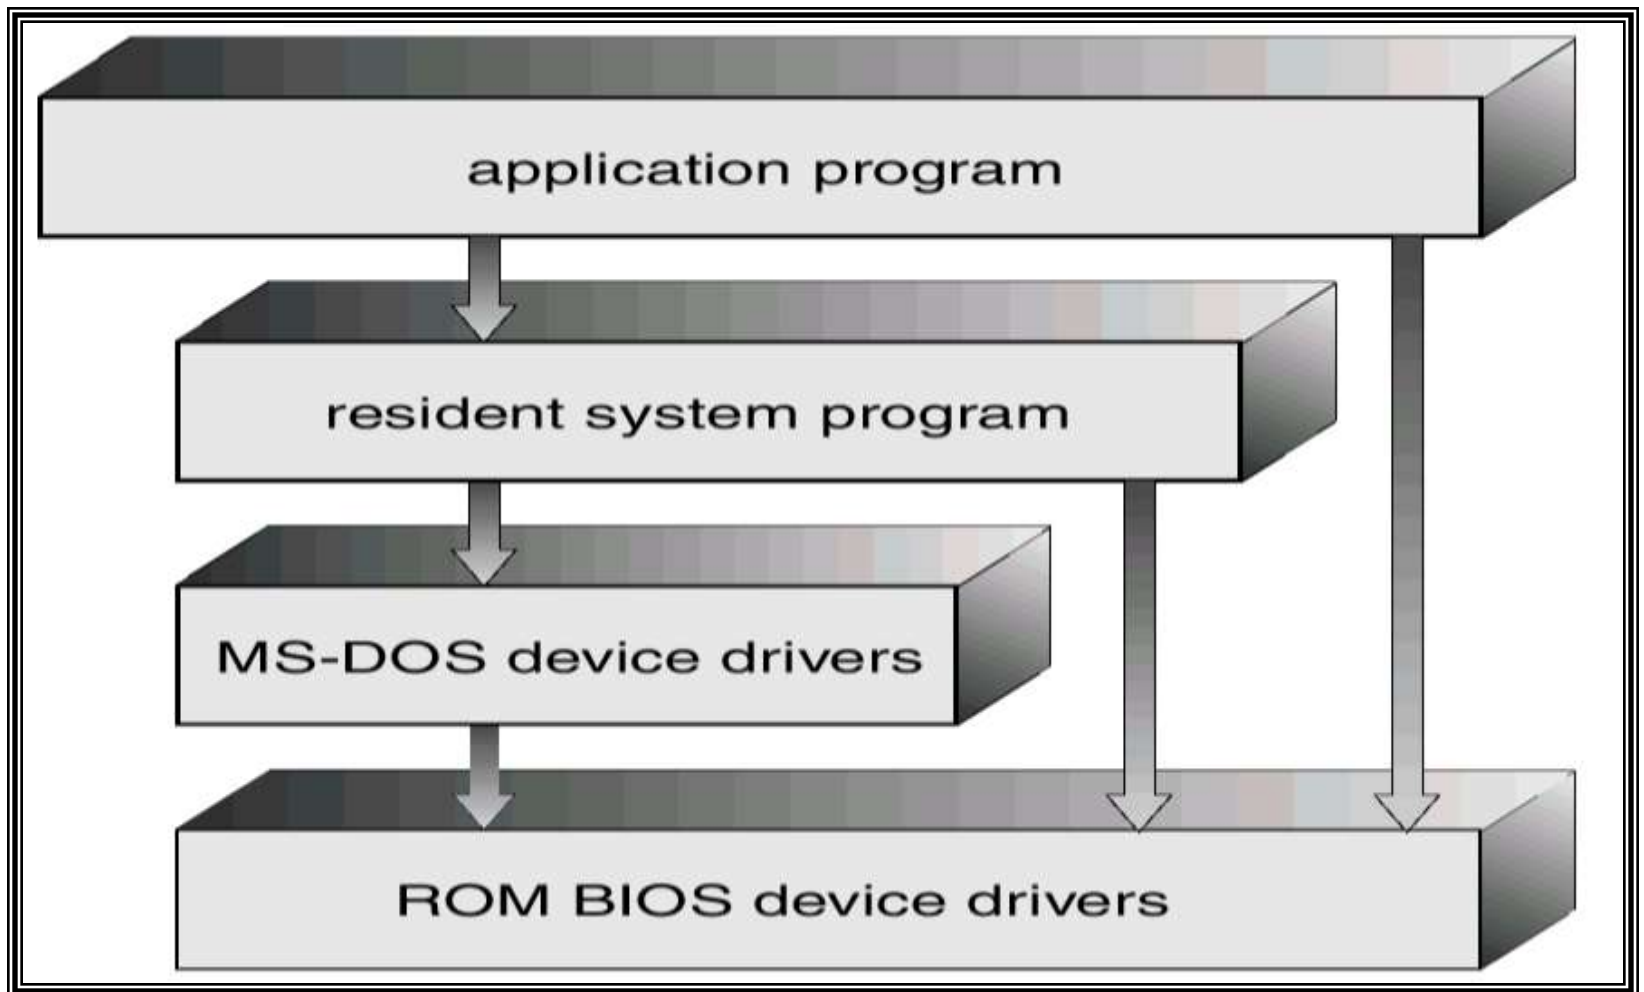 application program
resident system program
MS-DOS device drivers
ROM BIOS device drivers